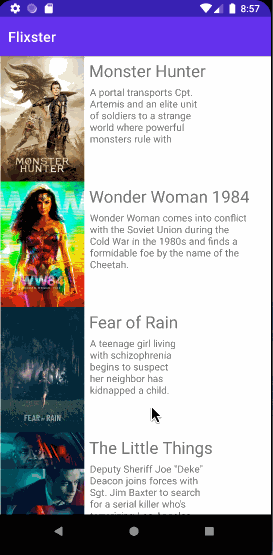 8:57
Flixster
Monster Hunter
A portal transports Cpt.
Artemis and an elite unit
of soldiers to a strange
world where powerful
monsters rule with
MONSTER
HUNTER
Wonder Woman 1984
Wonder Woman comes into conflict
with the Soviet Union during the
Cold War in the 1980s and finds a
formidable foe by the name of the
Cheetah.
WW84
Fear of Rain
A teenage girl living
with schizophrenia
begins to suspect
her neighbor has
kidnapped a child.
FEAR OF RAIN
The Little Things
Deputy Sheriff Joe "Deke"
Deacon joins forces with
Sgt. Jim Baxter to search
for a serial killer who's